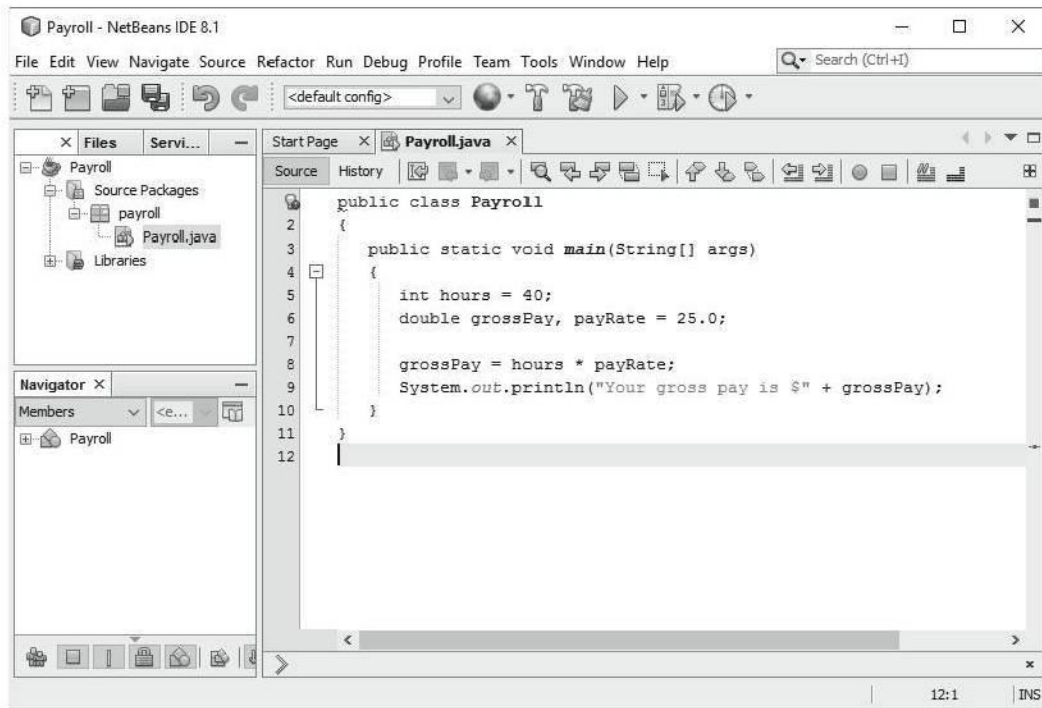 Payroll - NetBeans IDE 8.1
File Edit View Navigate Source Refactor Run Debug Profile Team Tools Window Help
Search (Ctrl+I)
<default config>
Files Servi...
Payroll
Source Packages
payroll
Payroll.java
Libraries
Navigator
Members <e...
Payroll
Start Page Payroll.java
Source History
public class Payroll
2 {
3 public static void main(String[] args)
4 {
5 int hours = 40;
6 double grossPay, payRate = 25.0;
7
8 grossPay = hours * payRate;
9 System.out.println("Your gross pay is $" + grossPay);
10 }
11 }
12
12:1 INS